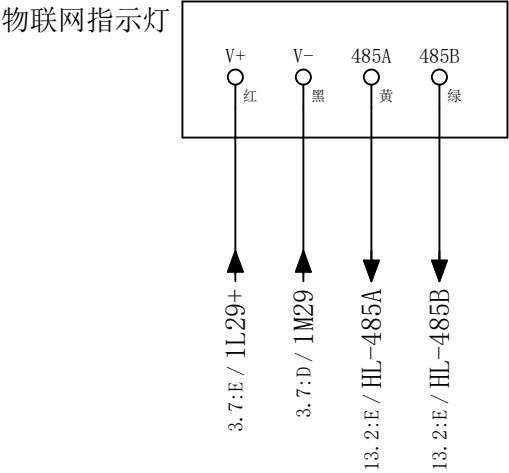 物联网指示灯
V+ V- 485A 485B
红 黑 黄 绿
3.7:E/1L29+
3.7:D/1M29
13.2:E/HL-485A
13.2:E/HL-485B